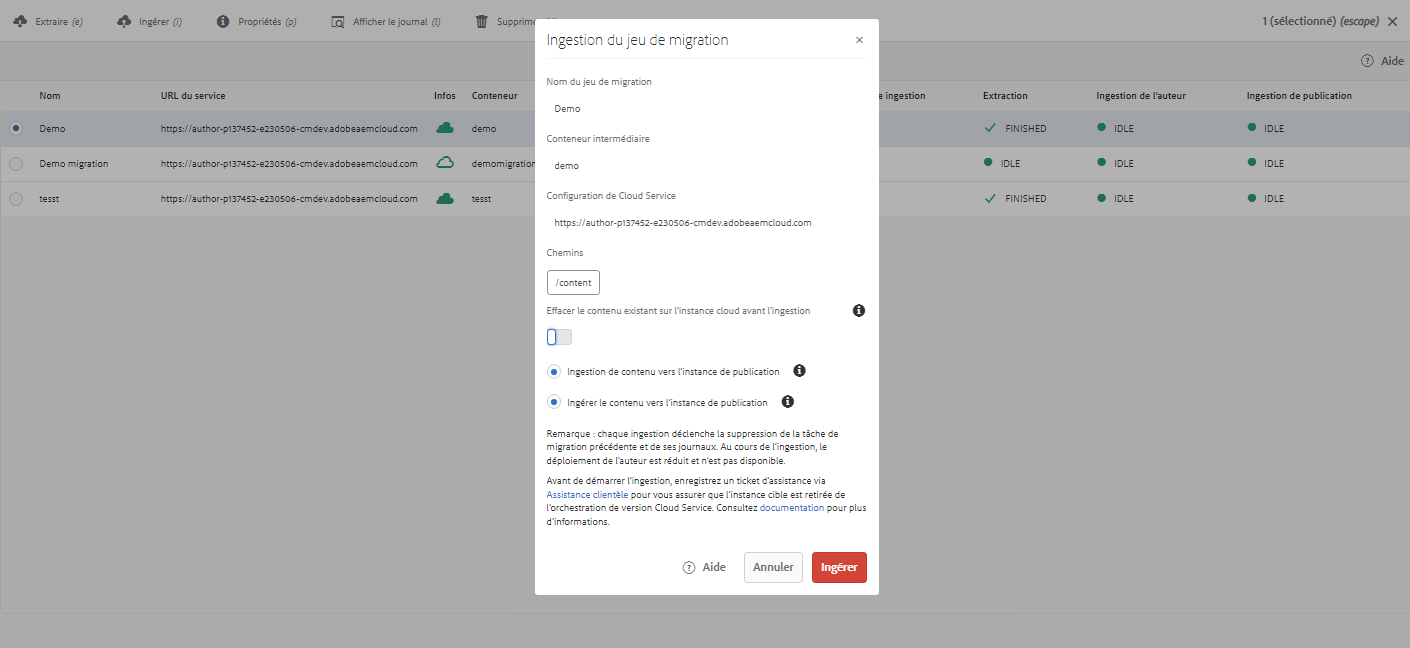 Extraire (e) Ingérer (i) Propriétés (p) Afficher le journal (l) Supprime
1 (sélectionné) (escape)
Aide
Nom URL du service Infos Conteneur e ingestion Extraction Ingestion de l'auteur Ingestion de publication
Demo https://author-p137452-e230506-cmdev.adobeaemcloud.com demo FINISHED IDLE IDLE
Demo migration https://author-p137452-e230506-cmdev.adobeaemcloud.com demomigration IDLE IDLE IDLE
tesst https://author-p137452-e230506-cmdev.adobeaemcloud.com tesst FINISHED IDLE IDLE
Ingestion du jeu de migration
Nom du jeu de migration
Demo
Conteneur intermédiaire
demo
Configuration de Cloud Service
https://author-p137452-e230506-cmdev.adobeaemcloud.com
Chemins
/content
Effacer le contenu existant sur l'instance cloud avant l'ingestion
Ingestion de contenu vers l'instance de publication
Ingérer le contenu vers l'instance de publication
Remarque : chaque ingestion déclenche la suppression de la tâche de
migration précédente et de ses journaux. Au cours de l'ingestion, le
déploiement de l'auteur est réduit et n'est pas disponible.
Avant de démarrer l'ingestion, enregistrez un ticket d'assistance via
Assistance clientèle pour vous assurer que l'instance cible est retirée de
l'orchestration de version Cloud Service. Consultez documentation pour plus
d'informations.
Aide Annuler Ingérer